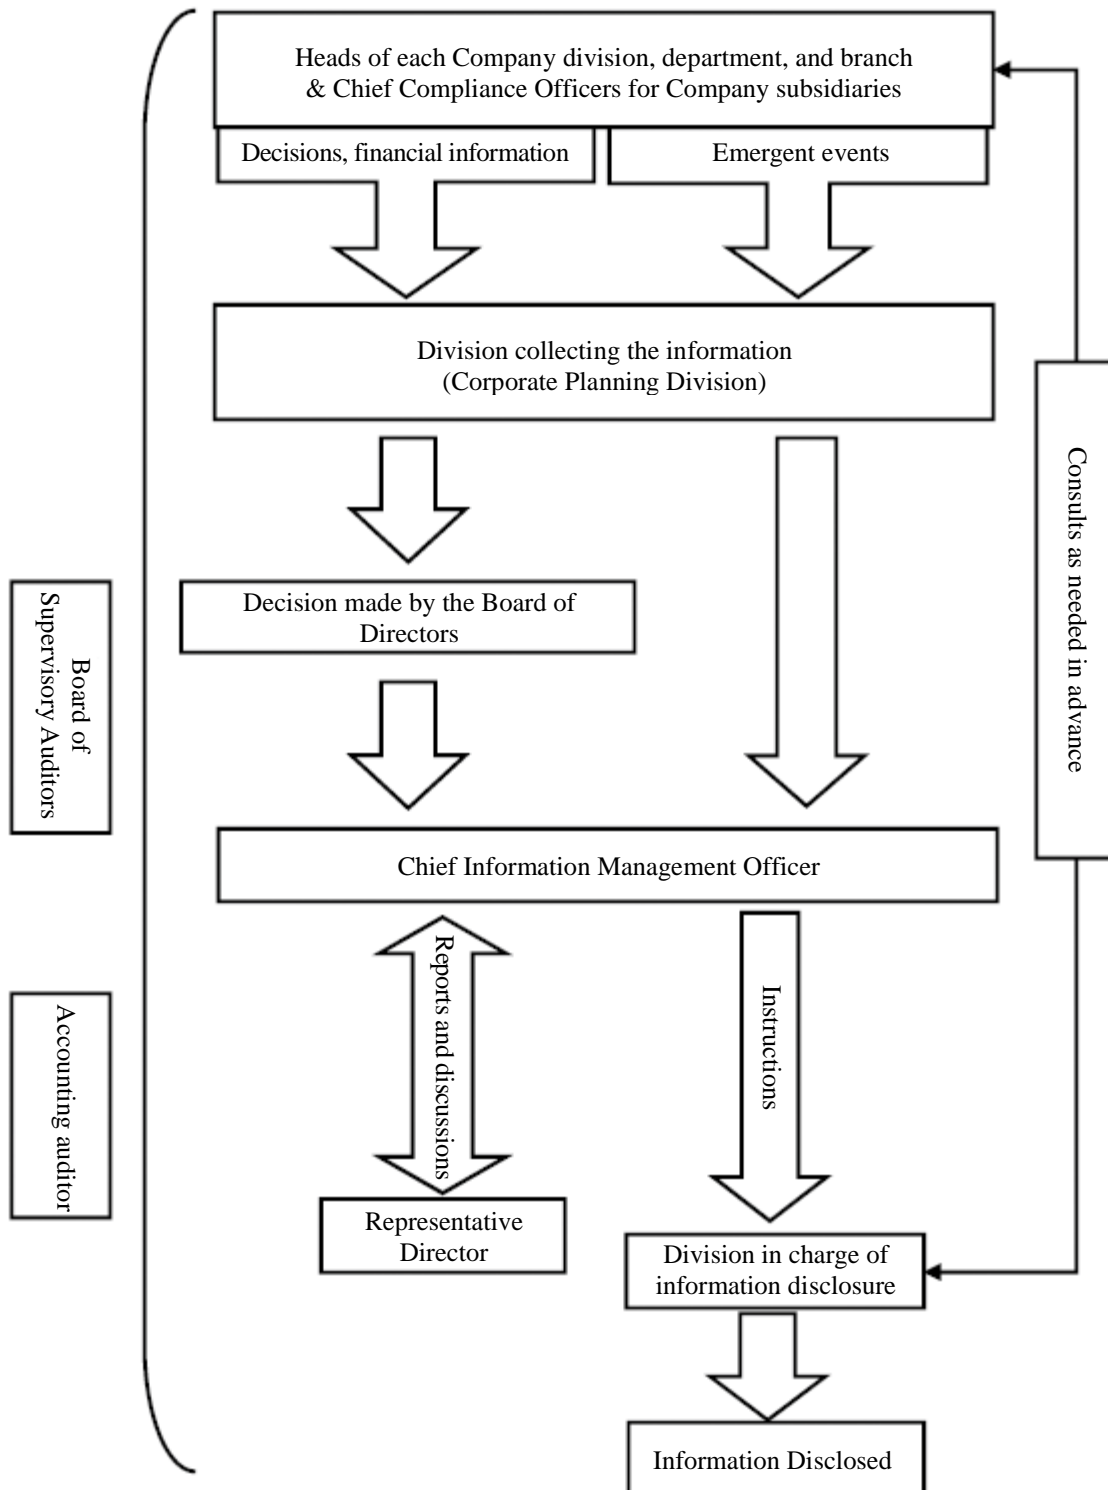 Heads of each Company division, department, and branch
& Chief Compliance Officers for Company subsidiaries
Decisions, financial information
Emergent events
Division collecting the information
(Corporate Planning Division)
Consults as needed in advance
Decision made by the Board of
Directors
Board of
Supervisory Auditors
Chief Information Management Officer
Reports and discussions
Instructions
Accounting auditor
Representative
Director
Division in charge of
information disclosure
Information Disclosed